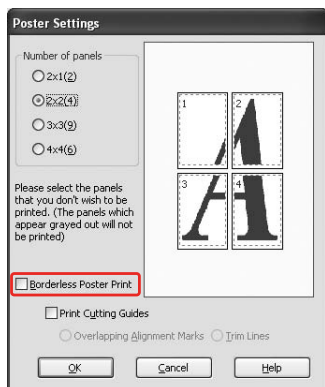 Poster Settings
Number of panels
2x1(2)
2x2(4)
3x3(9)
4x4(6)
1
2
3
4
Please select the panels
that you don't wish to be
printed. (The panels which
appear grayed out will not
be printed)
Borderless Poster Print
Print Cutting Guides
Overlapping Alignment Marks
Trim Lines
OK
Cancel
Help